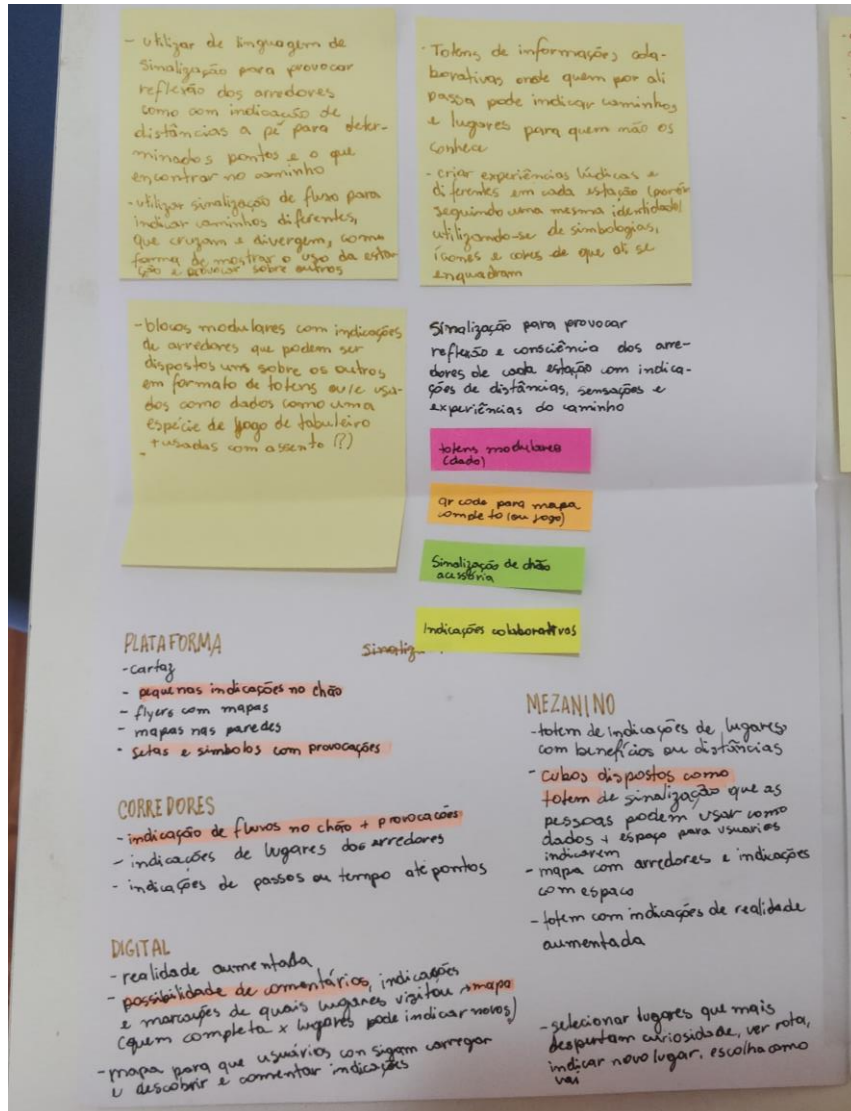 - utilizar de linguagem de
sinalização para provocar
reflexão dos arredores
como com indicação de
distâncias a pé para deter-
minados pontos e o que
encontrar no caminho
- utilizar sinalização de fluxo para
indicar caminhos diferentes,
que cruzam e divergem, como
forma de mostrar o uso da esta-
ção e provocar sobre outros
- Totens de informações cola-
borativas onde quem por ali
passa pode indicar caminhos
e lugares para quem não os
conheça
- criar experiências lúdicas e
diferentes em cada estação (porém
seguindo uma mesma identidade)
utilizando-se de simbologias,
ícones e cores de que ali se
enquadram
- blocos modulares com indicações
de arredores que podem ser
dispostos uns sobre os outros
em formato de totens ou/e usa-
dos como dados como uma
espécie de jogo de tabuleiro
+ usadas com assento (?)
-
Sinalização para provocar
reflexão e consciência dos arre-
dores de cada estação com indica-
ções de distâncias, sensações e
experiências do caminho
totens modulares
(dado)
qr code para mapa
completo (ou jogo)
Sinalização de chão
acessória
Indicações colaborativas
Sinaliz
PLATAFORMA
- cartaz
- pequenas indicações no chão
- flyers com mapas
- mapas nas paredes
- setas e símbolos com provocações
CORREDORES
- indicação de fluxos no chão + provocações
- indicações de lugares dos arredores
- indicações de passos ou tempo até pontos
DIGITAL
- realidade aumentada
- possibilidade de comentários, indicações
e marcações de quais lugares visitou → mapa
(quem completa x lugares pode indicar novos)
- mapa para que usuários consigam carregar
e descobrir e comentar indicações
MEZANINO
- totem de indicações de lugares
com benefícios ou distâncias
- cubos dispostos como
totem de sinalização que as
pessoas podem usar como
dados + espaço para usuários
indicarem
- mapa com arredores e indicações
com espaço
- totem com indicações de realidade
aumentada
- selecionar lugares que mais
despertam curiosidade, ver rota,
indicar novo lugar, escolha como
vai